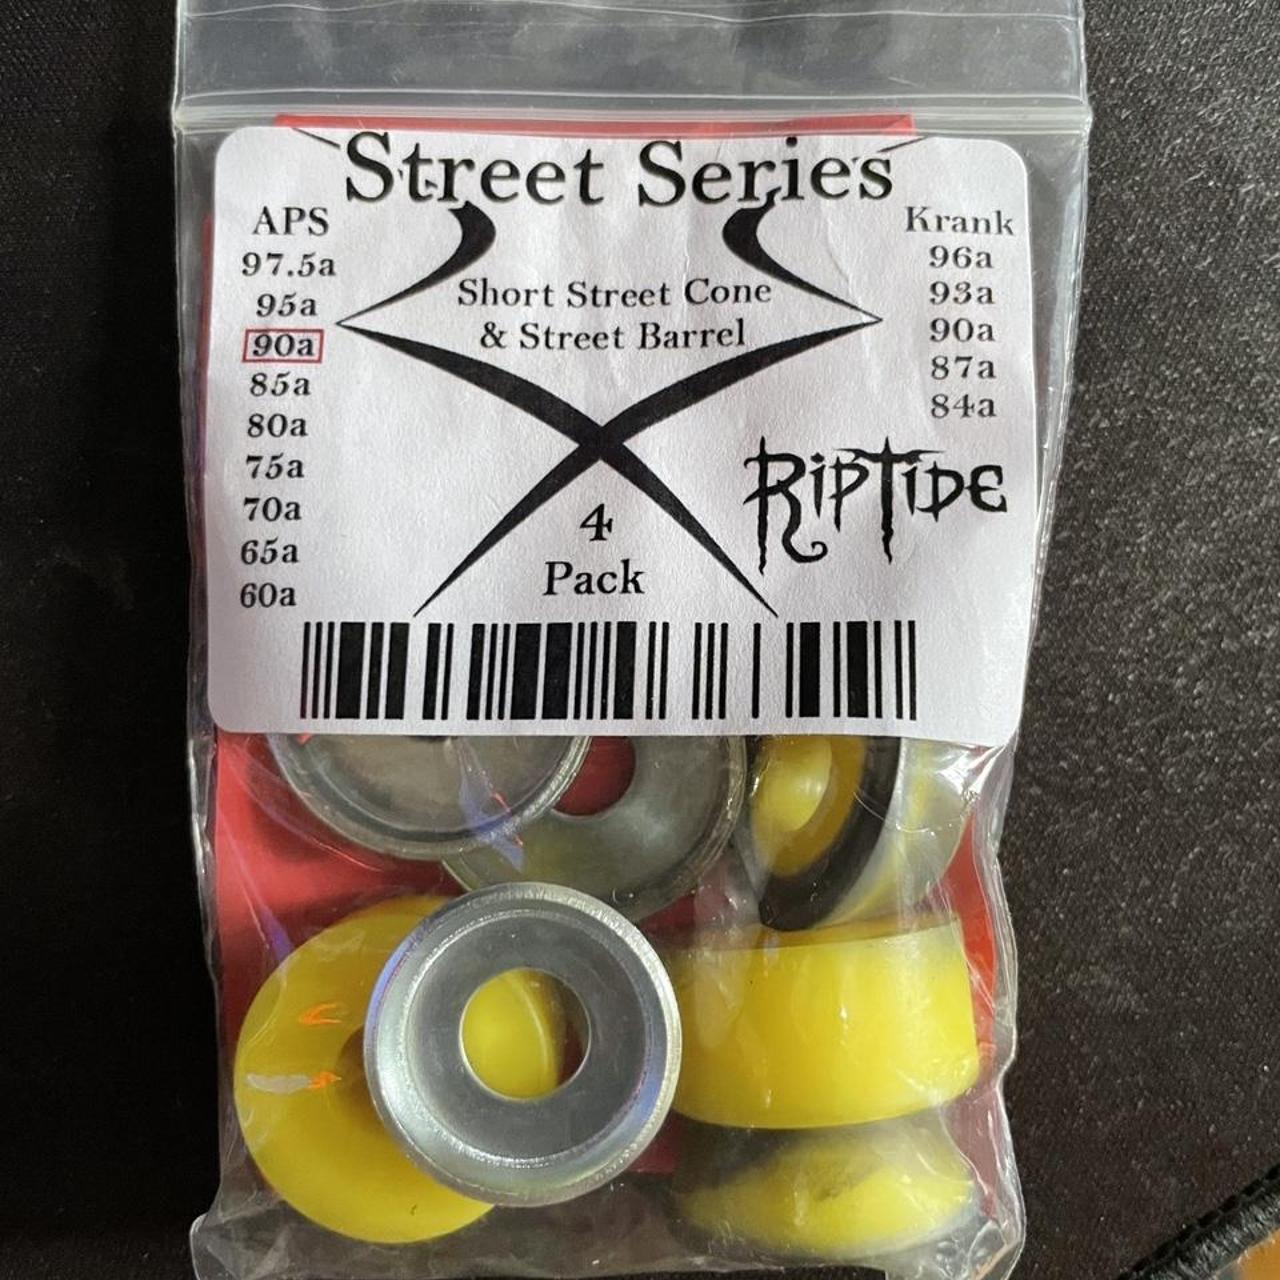 Street Series
APS
97.5a
95a
90a
85a
80a
75a
70a
65a
60a
Short Street Cone
& Street Barrel
Krank
96a
93a
90a
87a
84a
RipTide
4
Pack